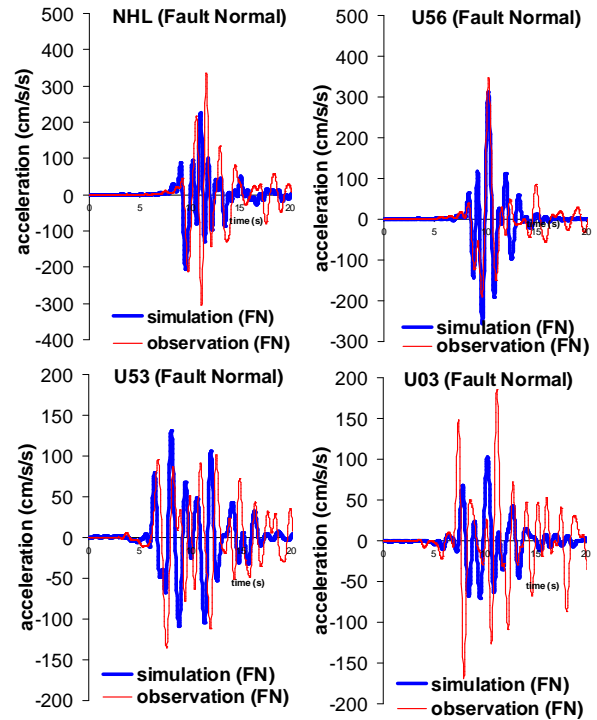 NHL (Fault Normal)
acceleration (cm/s/s)
500
400
300
200
100
0
-100
-200
-300
-400
0
5
10
15
20
time (s)
simulation (FN)
observation (FN)
U56 (Fault Normal)
acceleration (cm/s/s)
500
400
300
200
100
0
-100
-200
-300
0
5
10
15
20
time (s)
simulation (FN)
observation (FN)
U53 (Fault Normal)
acceleration (cm/s/s)
200
150
100
50
0
-50
-100
-150
-200
0
5
10
15
20
time (s)
simulation (FN)
observation (FN)
U03 (Fault Normal)
acceleration (cm/s/s)
200
150
100
50
0
-50
-100
-150
-200
0
5
10
15
20
time (s)
simulation (FN)
observation (FN)